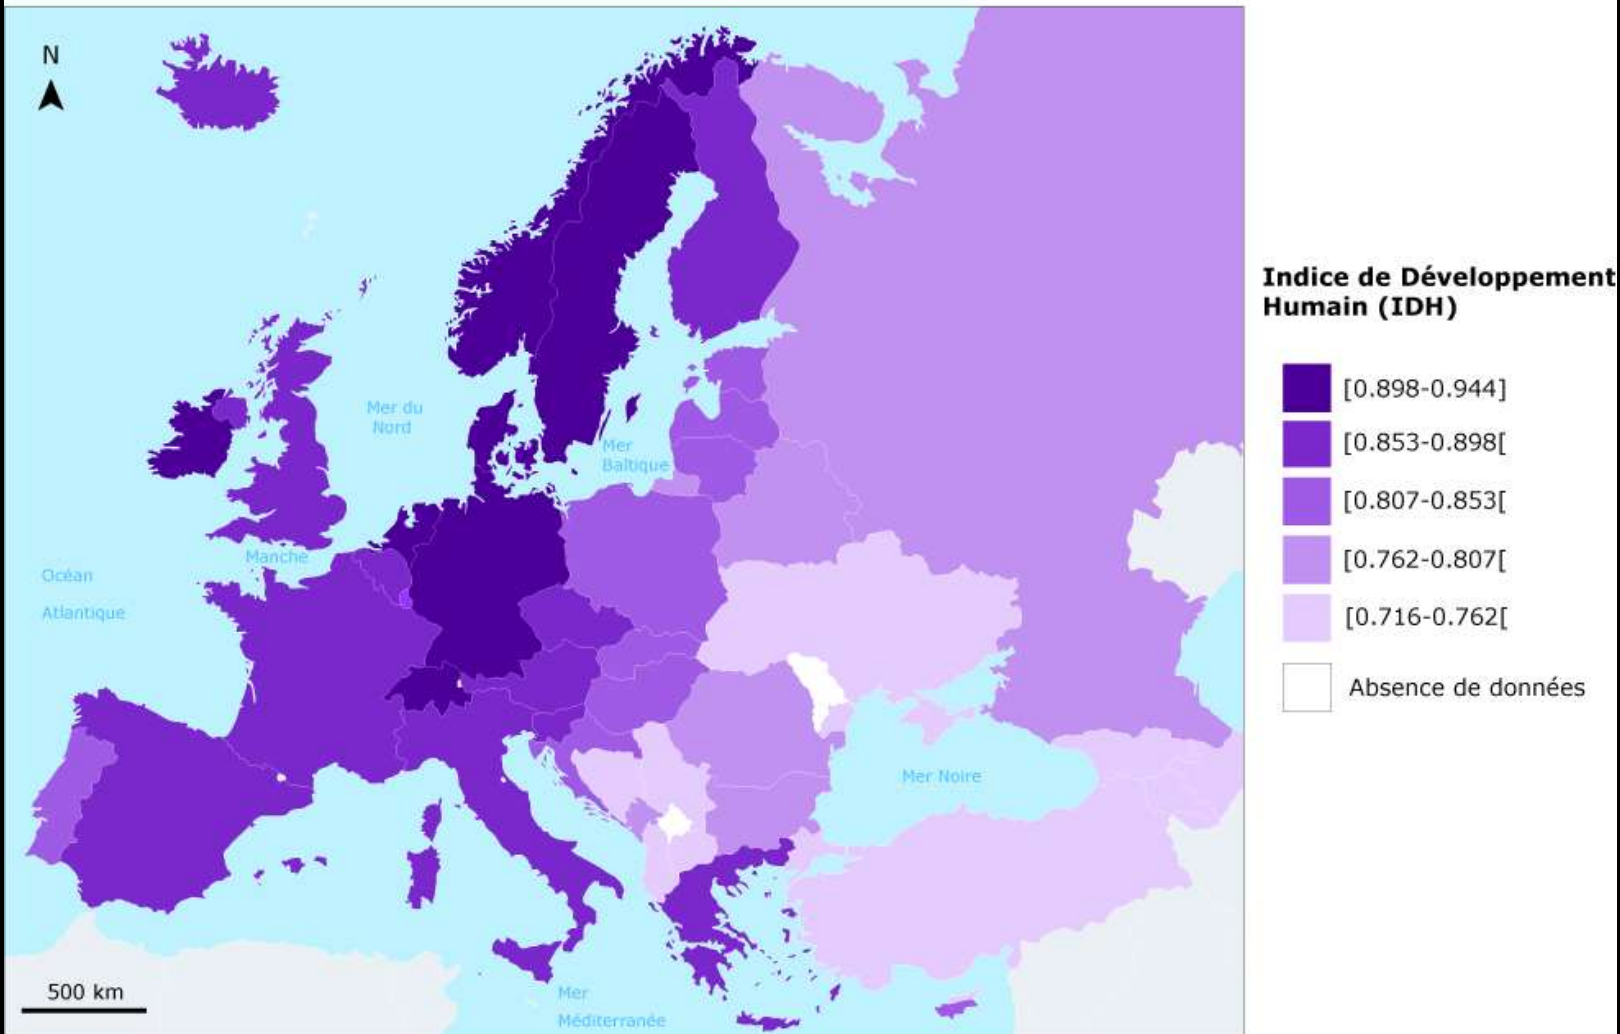 N
Mer du
Nord
Mer
Baltique
Manche
Océan
Atlantique
Mer Noire
500 km
Mer
Méditerranée
Indice de Développement
Humain (IDH)
[0.898-0.944]
[0.853-0.898[
[0.807-0.853[
[0.762-0.807[
[0.716-0.762[
Absence de données